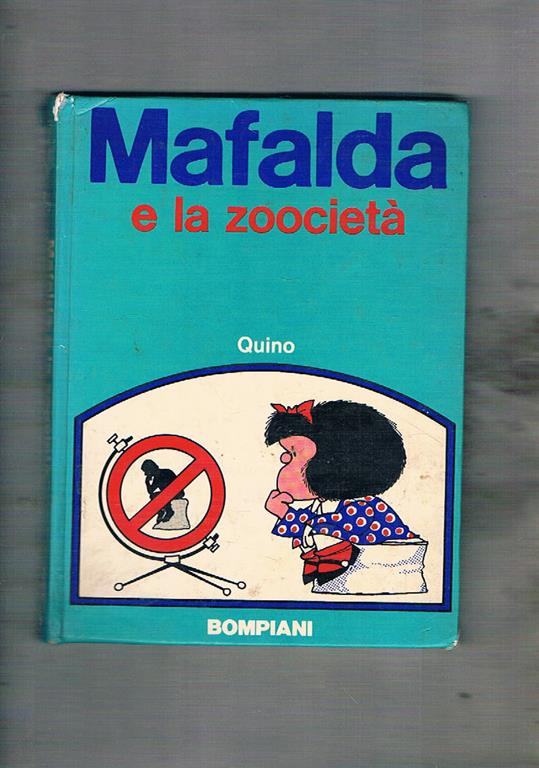 Mafalda
e la zoocietà
Quino
BOMPIANI